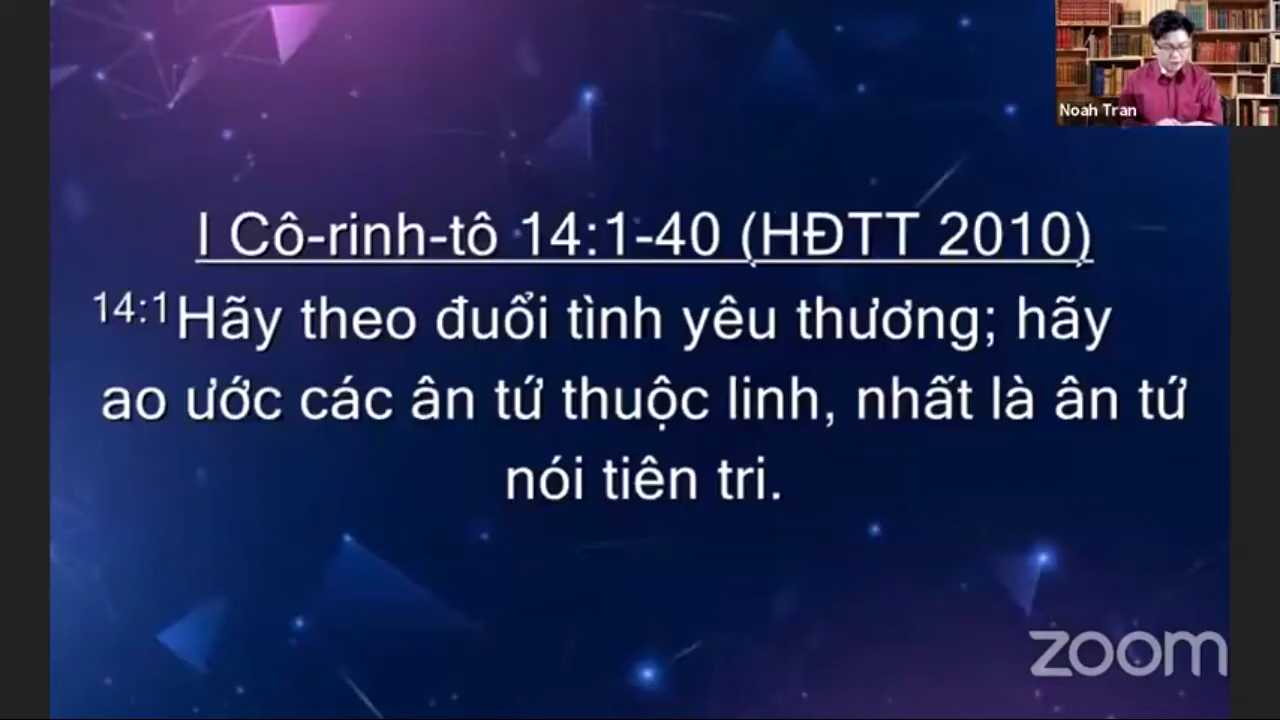 Noah Tran
I Cô-rinh-tô 14:1-40 (HĐTT 2010)
14:1Hãy theo đuổi tình yêu thương; hãy
ao ước các ân tứ thuộc linh, nhất là ân tứ
nói tiên tri.
zoom